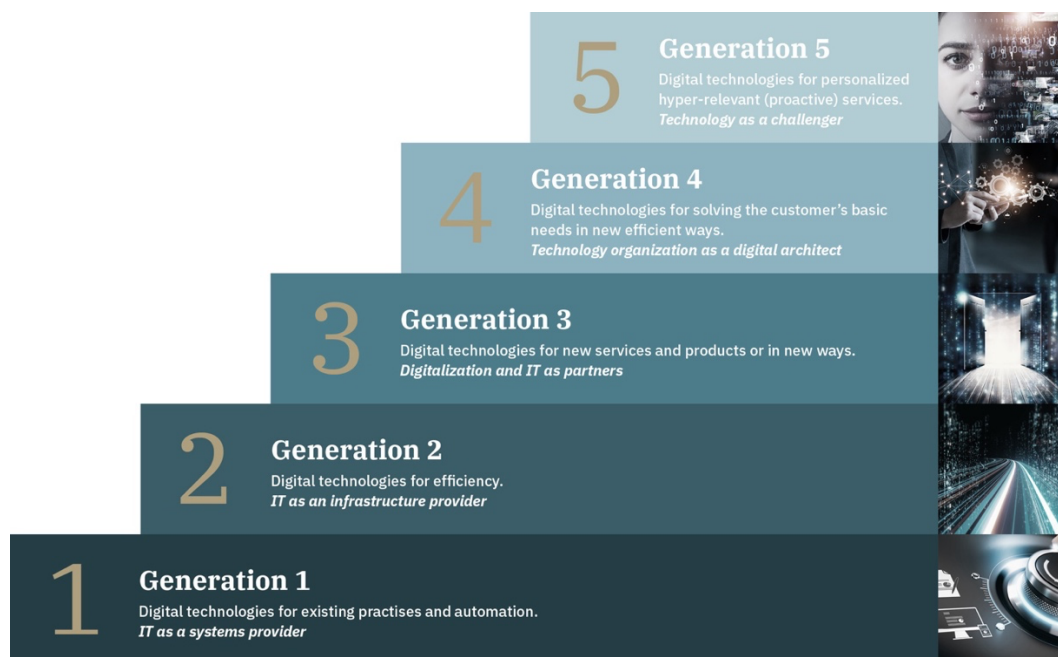 5
Generation 5
Digital technologies for personalized
hyper-relevant (proactive) services.
Technology as a challenger
4
Generation 4
Digital technologies for solving the customer's basic
needs in new efficient ways.
Technology organization as a digital architect
3
Generation 3
Digital technologies for new services and products or in new ways.
Digitalization and IT as partners
2
Generation 2
Digital technologies for efficiency.
IT as an infrastructure provider
1
Generation 1
Digital technologies for existing practises and automation.
IT as a systems provider